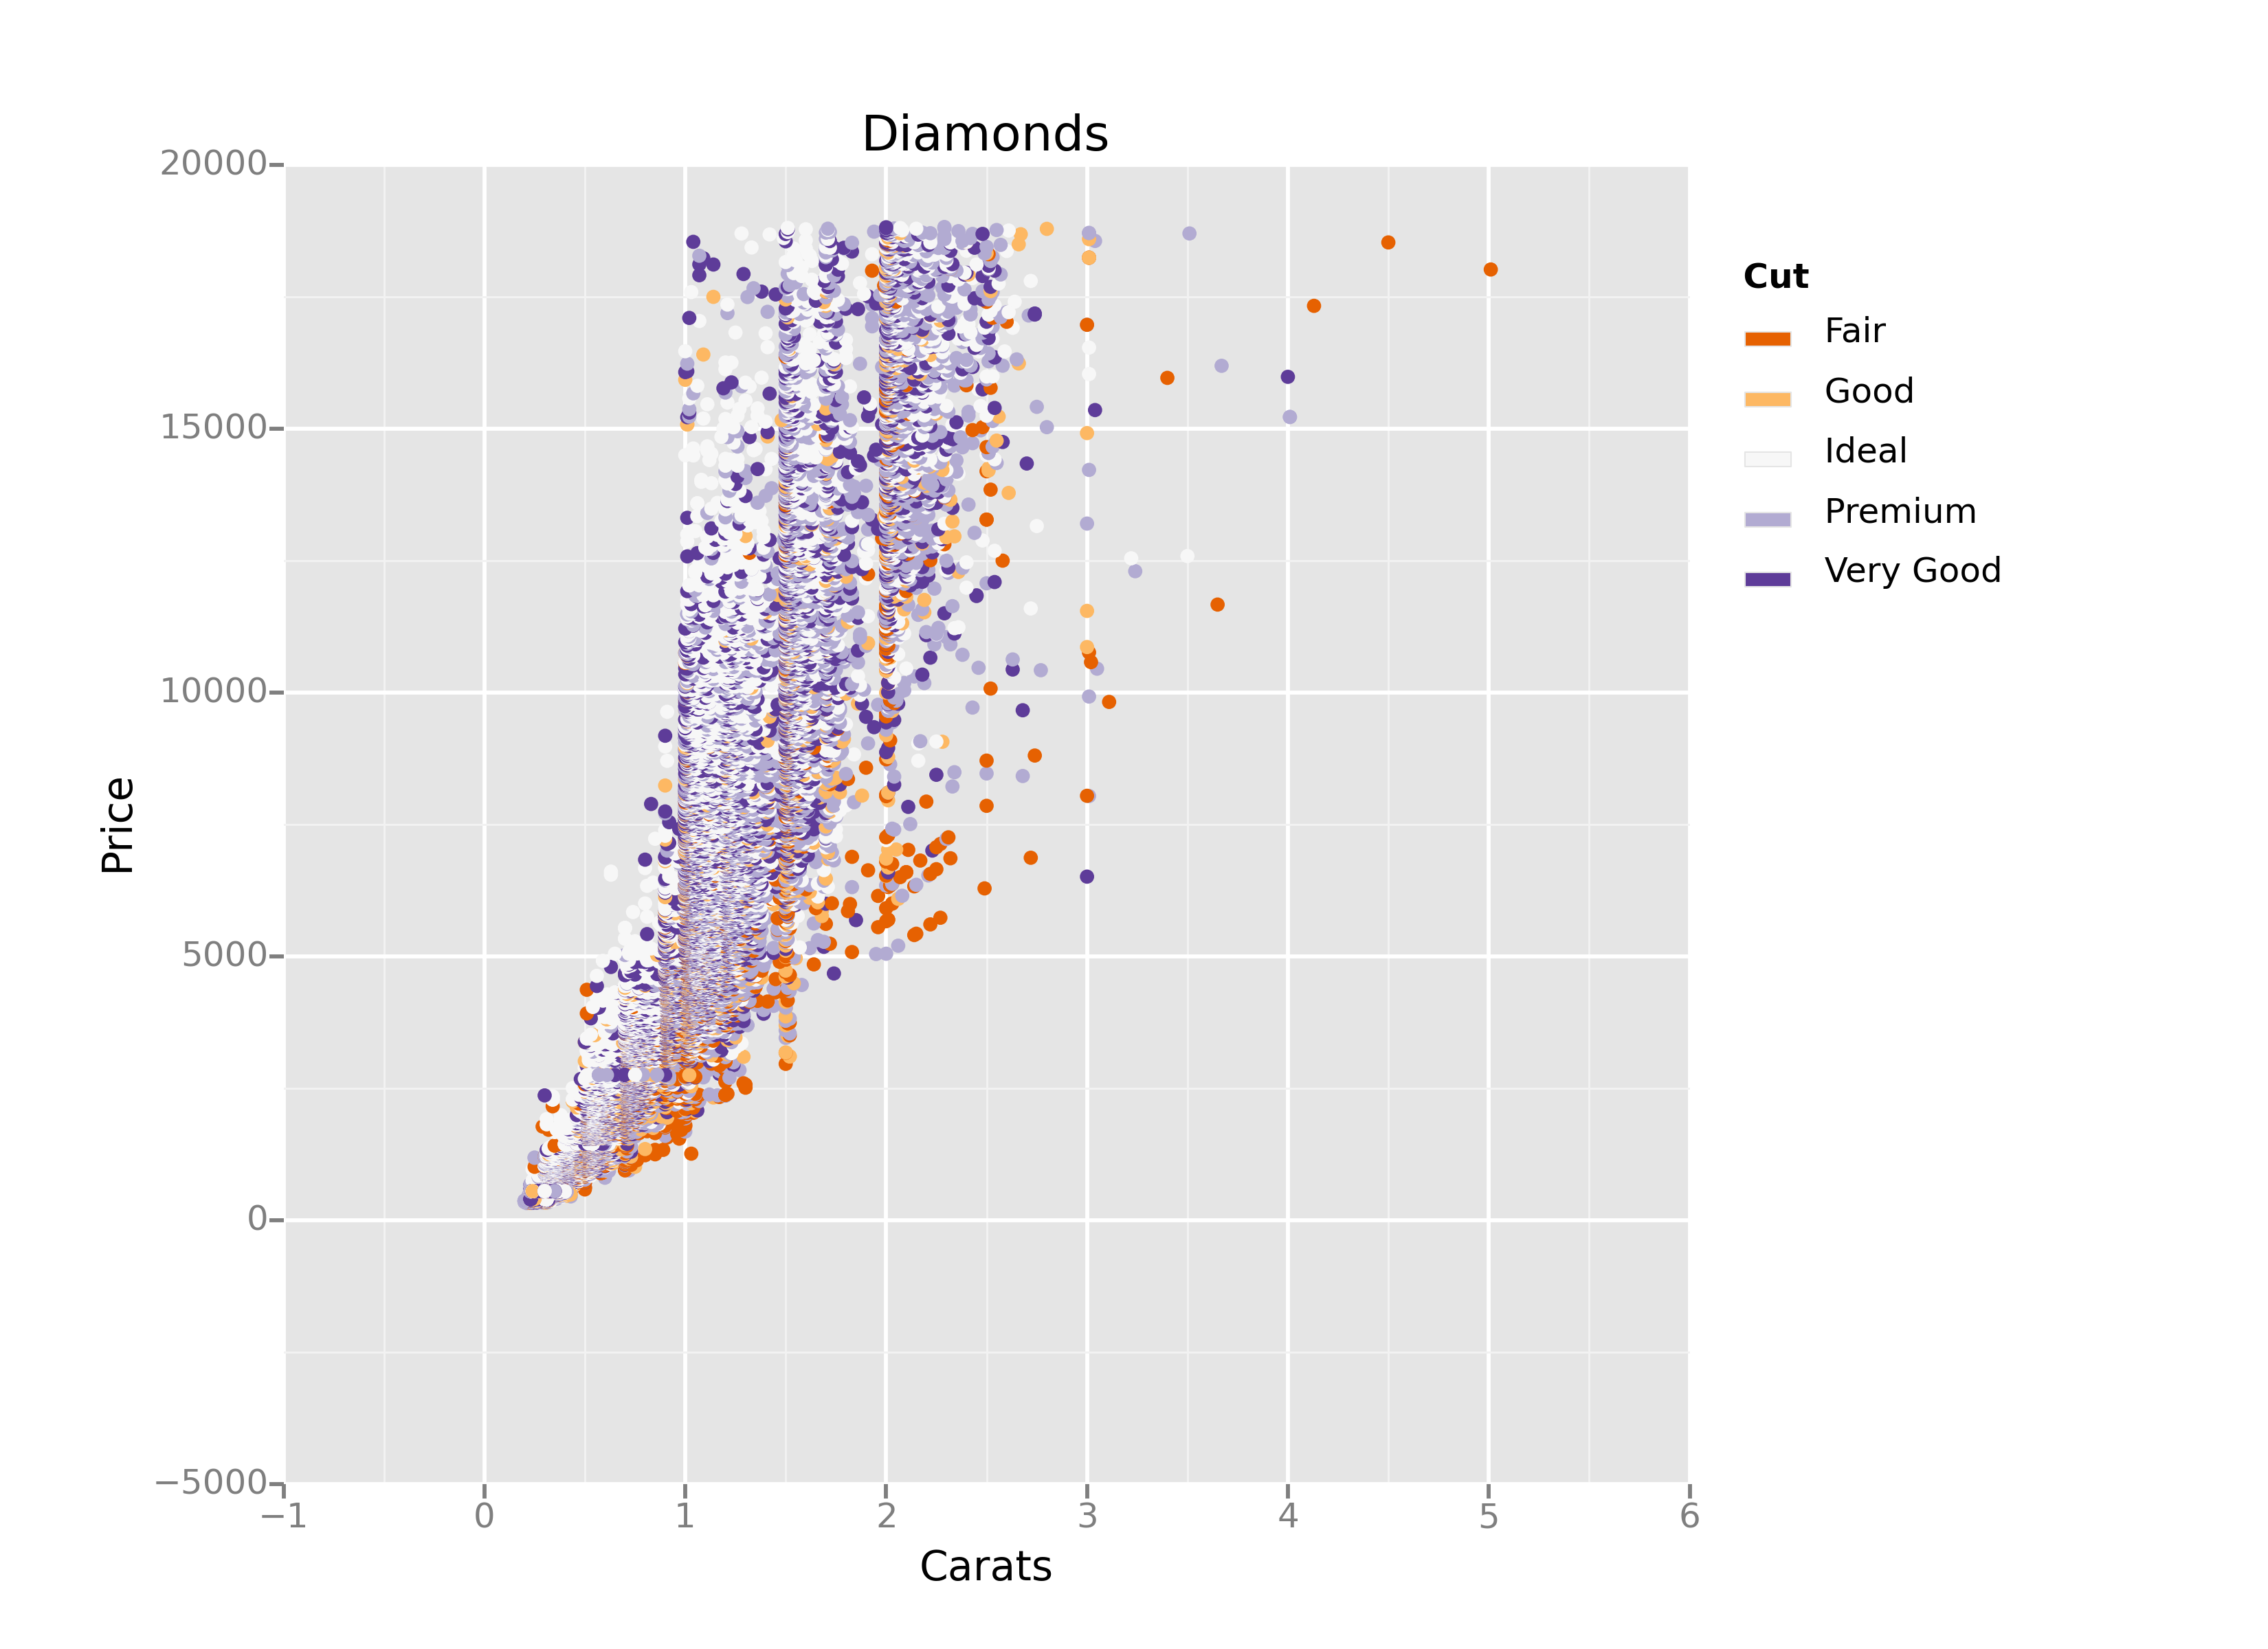 Diamonds
20000
15000
10000
5000
0
−5000
Price
−1 0 1 2 3 4 5 6
Carats
Cut
Fair
Good
Ideal
Premium
Very Good